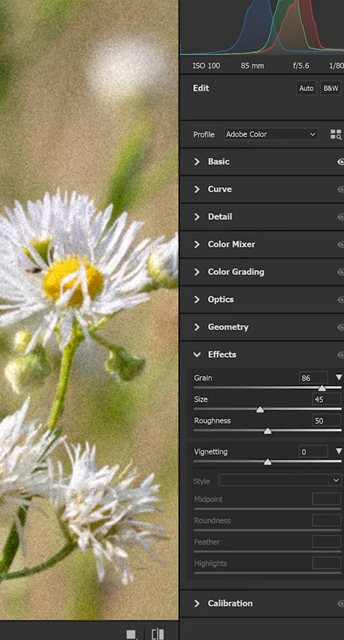 ISO 100 85 mm f/5.6 1/80
Edit Auto B&W
Profile Adobe Color
Basic
Curve
Detail
Color Mixer
Color Grading
Optics
Geometry
Effects
Grain 86
Size 45
Roughness 50
Vignetting 0
Style
Midpoint
Roundness
Feather
Highlights
Calibration